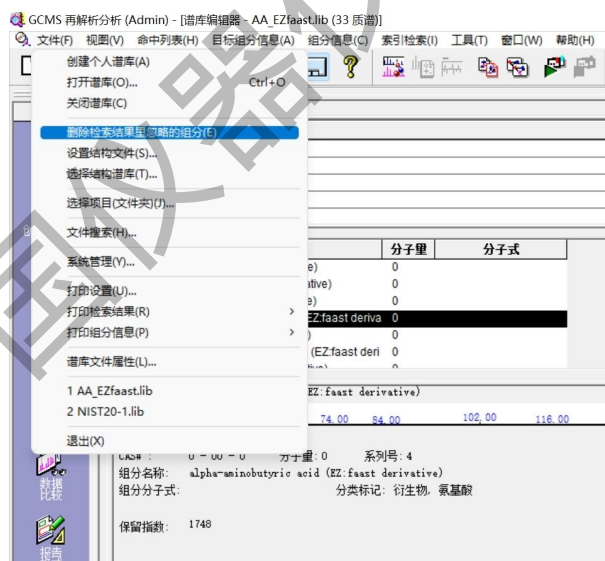 GCMS 再解析分析 (Admin) - [谱库编辑器 - AA_EZfaast.lib (33 质谱)]
文件(F) 视图(V) 命中列表(H) 目标组分信息(A) 组分信息(C) 索引检索(I) 工具(T) 窗口(W) 帮助(H)
创建个人谱库(A)
打开谱库(O)... Ctrl+O
关闭谱库(C)
删除检索结果里忽略的组分(E)
设置结构文件(S)...
选择结构谱库(T)...
选择项目(文件夹)(J)...
文件搜索(H)...
系统管理(Y)...
打印设置(U)...
打印检索结果(R)
打印组分信息(P)
谱库文件属性(L)...
1 AA_EZfaast.lib
2 NIST20-1.lib
退出(X)
分子量 分子式
e) 0
ative) 0
e) 0
EZ:faast deriva 0
) 0
(EZ:faast deri 0
0
EZ:faast derivative)
74.00 84.00 102.00 116.00
CAS# : 0 - 00 - 0 分子量: 0 系列号: 4
组分名称: alpha-aminobutyric acid (EZ:faast derivative)
组分分子式: 分类标记: 衍生物, 氨基酸
保留指数: 1748
数据
比较
报告